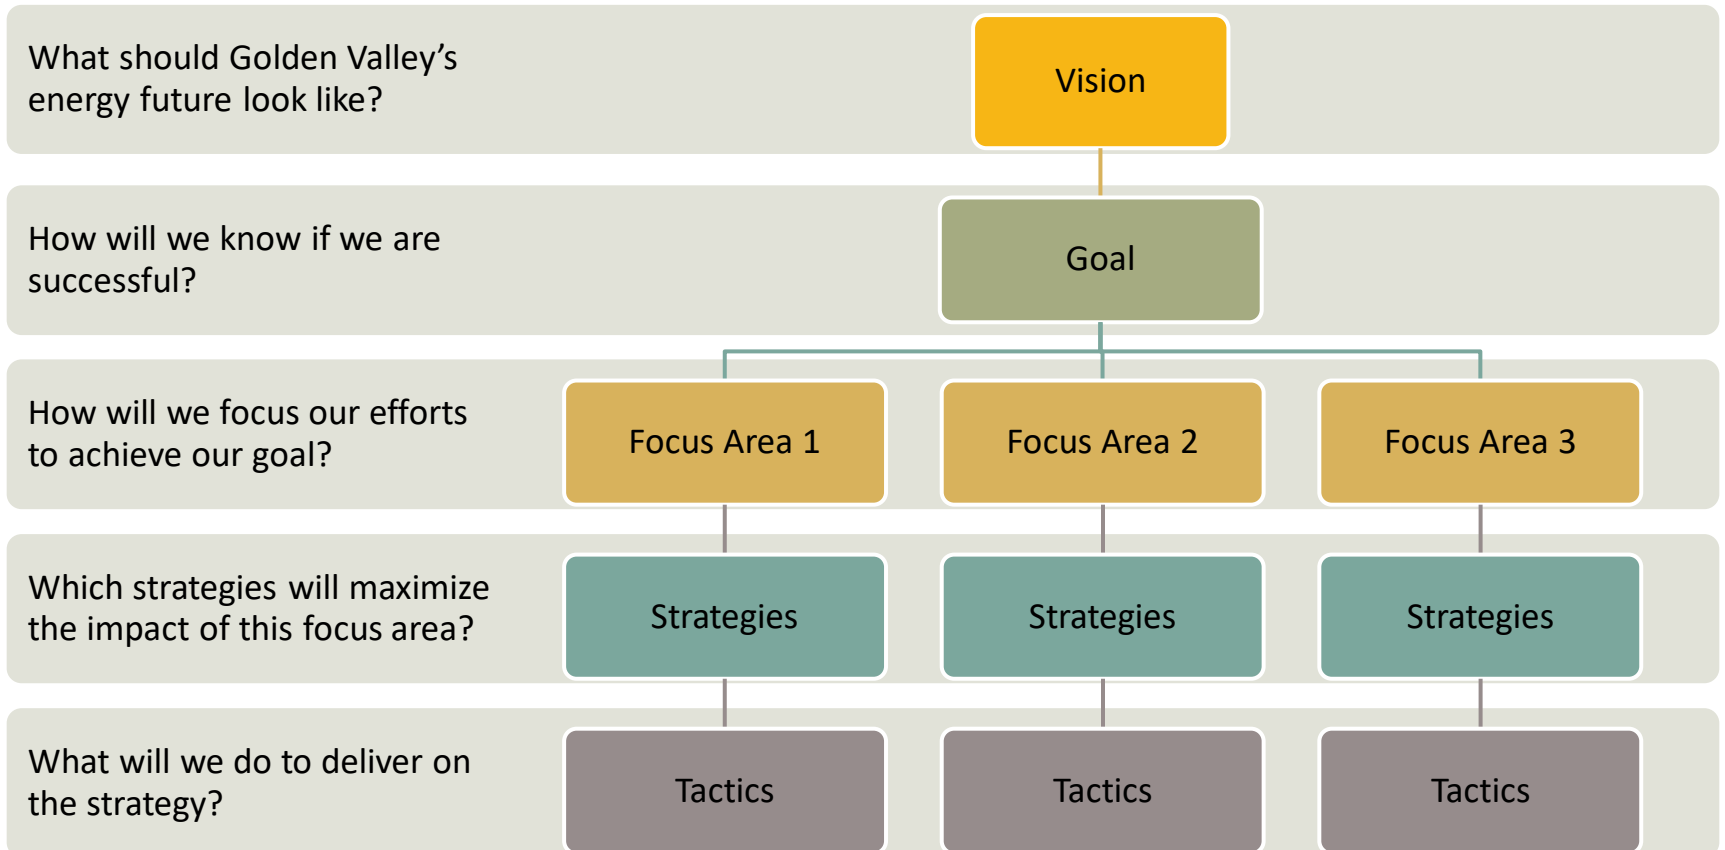 What should Golden Valley's
energy future look like?
Vision
How will we know if we are
successful?
Goal
How will we focus our efforts
to achieve our goal?
Focus Area 1
Focus Area 2
Focus Area 3
Which strategies will maximize
the impact of this focus area?
Strategies
Strategies
Strategies
What will we do to deliver on
the strategy?
Tactics
Tactics
Tactics